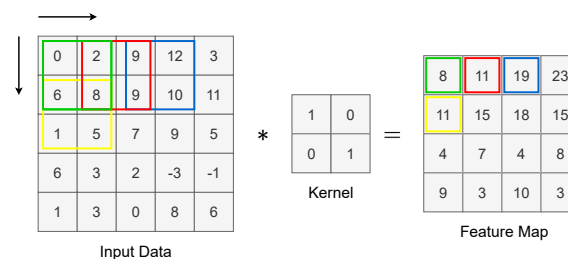 0 2 9 12 3
6 8 9 10 11
1 5 7 9 5
6 3 2 -3 -1
1 3 0 8 6
Input Data
*
1 0
0 1
Kernel
=
8 11 19 23
11 15 18 15
4 7 4 8
9 3 10 3
Feature Map